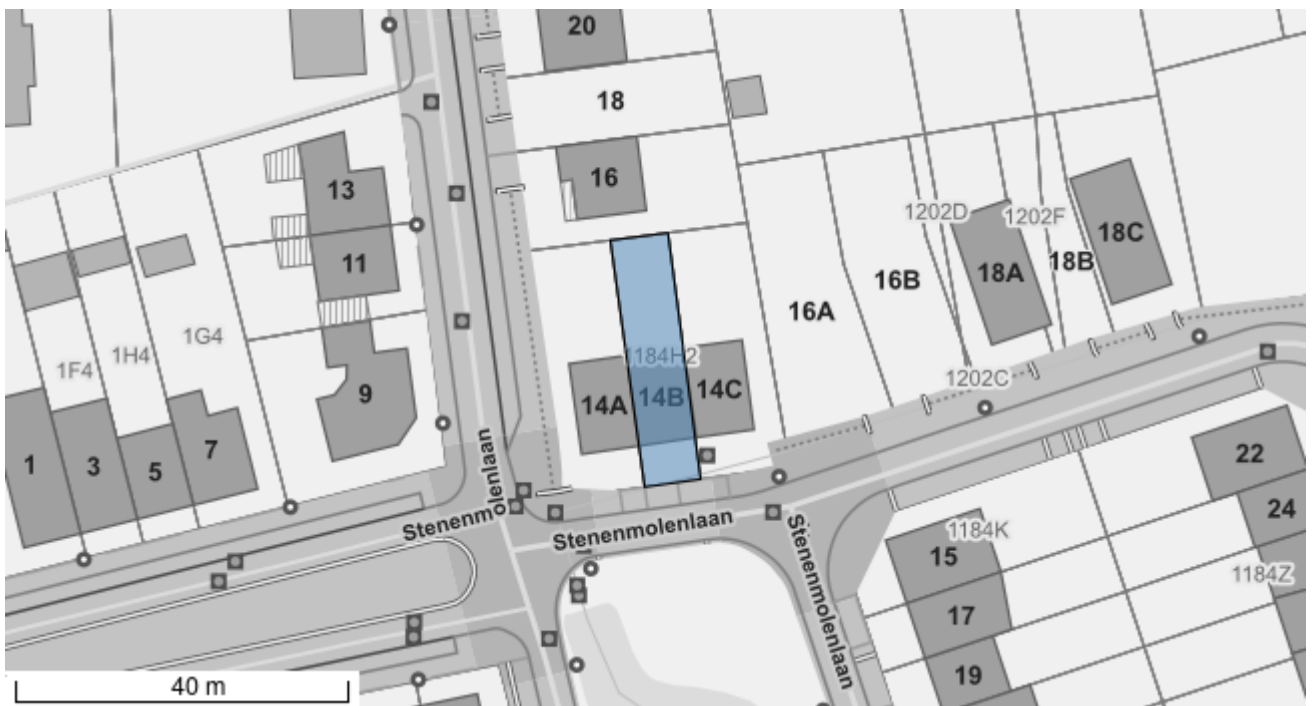 20
18
16
13
11
9
1202D
1202F
18C
18B
18A
16B
16A
1G4
1H4
1F4
1184H2
14A
14B
14C
1202C
1
3
5
7
22
24
Stenenmolenlaan
Stenenmolenlaan
Stenenmolenlaan
Stenenmolenlaan
1184K
15
17
19
1184Z
40 m